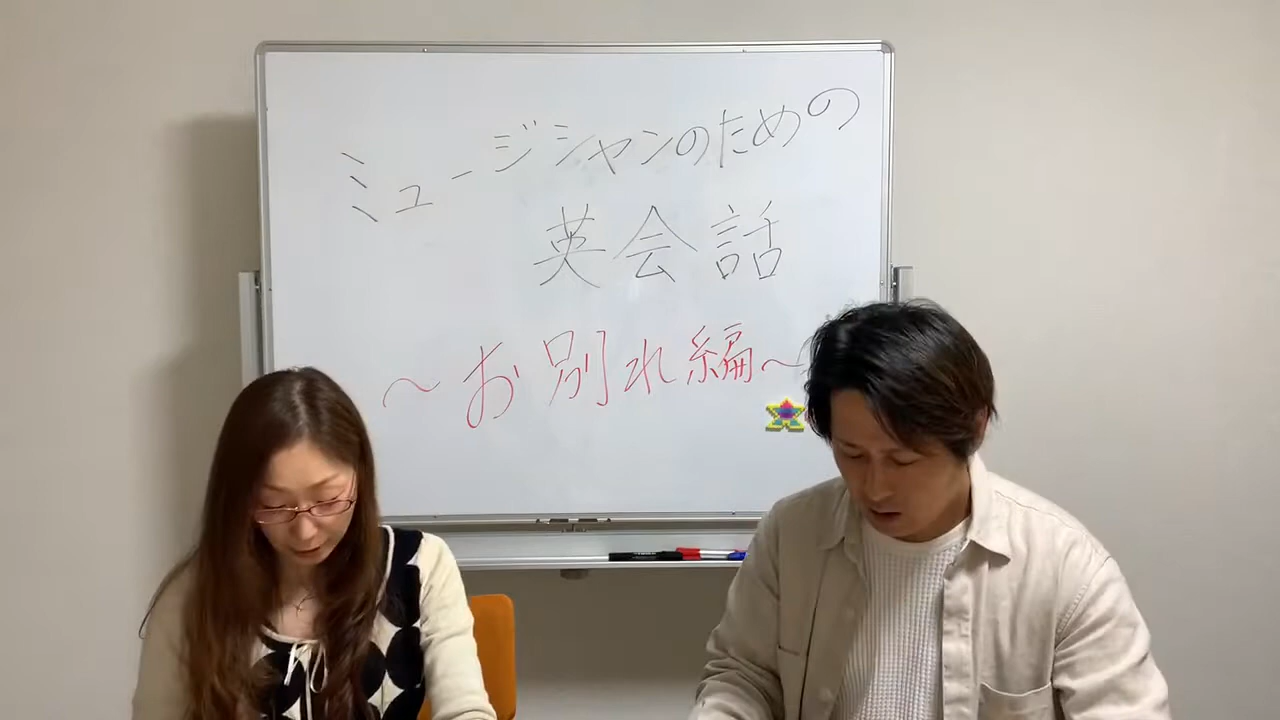 ミュージシャンのための
英会話
〜お別れ編〜